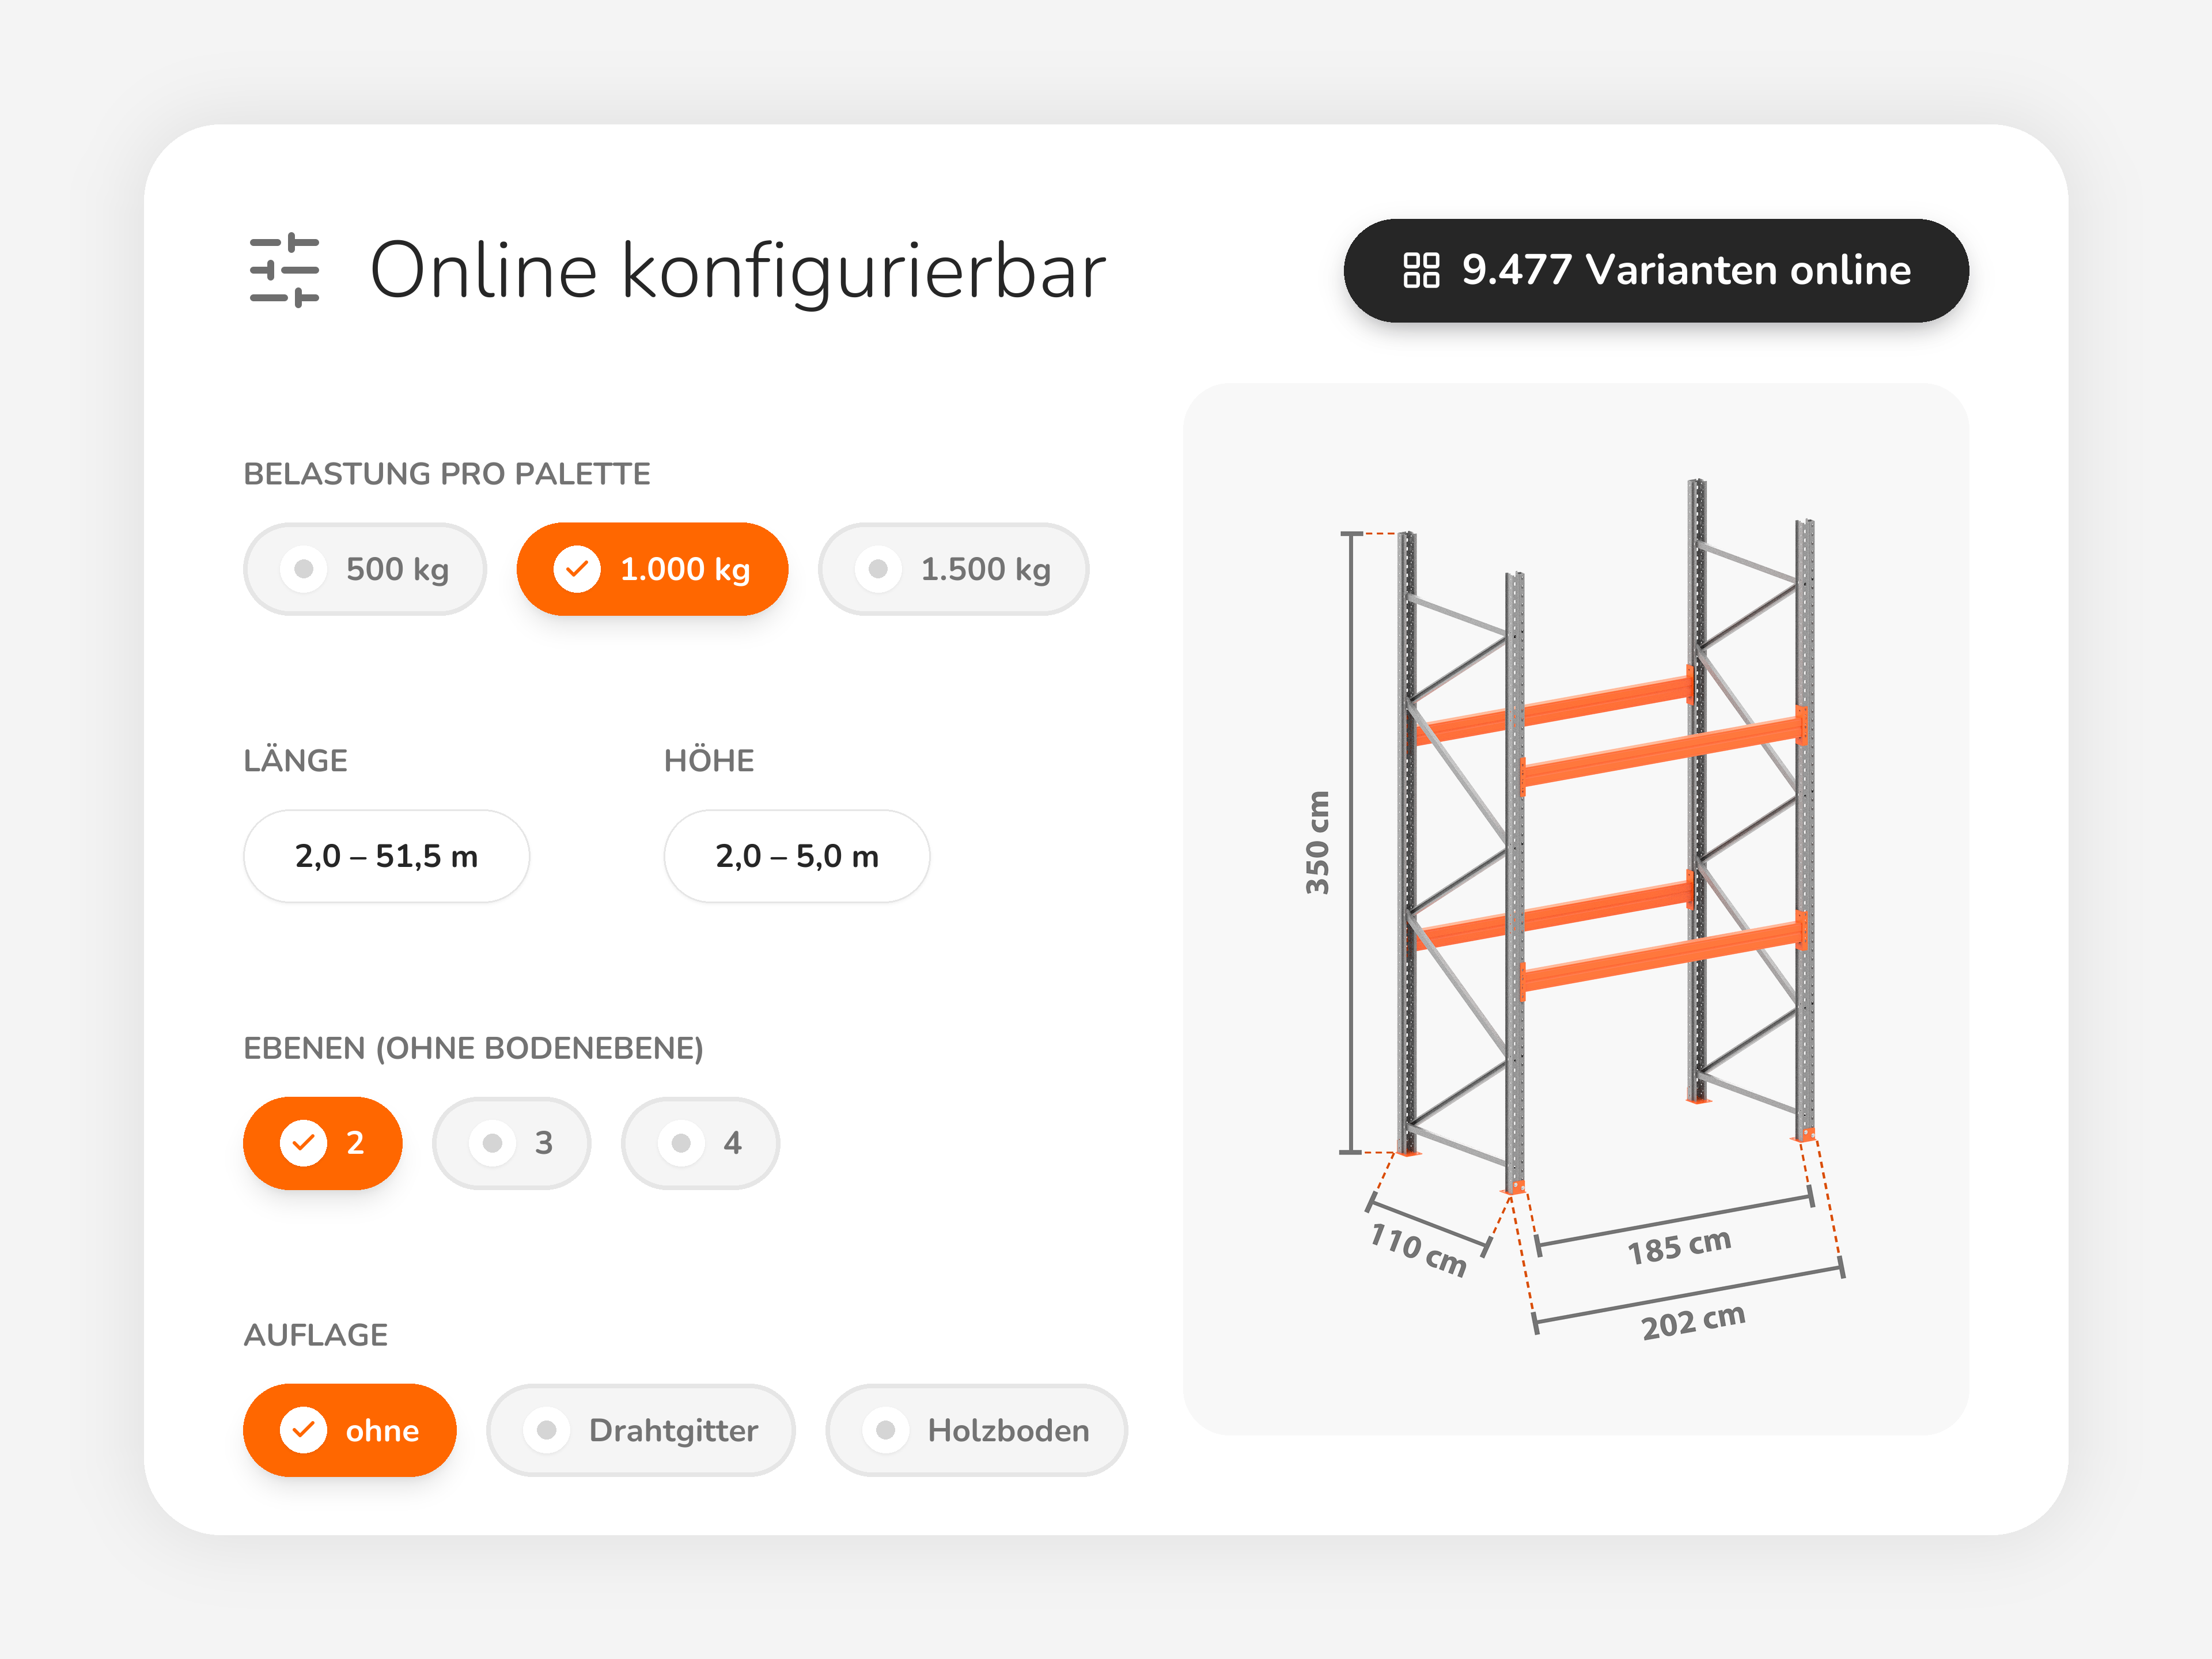 Online konfigurierbar
9.477 Varianten online
BELASTUNG PRO PALETTE
500 kg
1.000 kg
1.500 kg
LÄNGE
HÖHE
2,0 – 51,5 m
2,0 – 5,0 m
EBENEN (OHNE BODENEBENE)
2
3
4
AUFLAGE
ohne
Drahtgitter
Holzboden
350 cm
110 cm
185 cm
202 cm